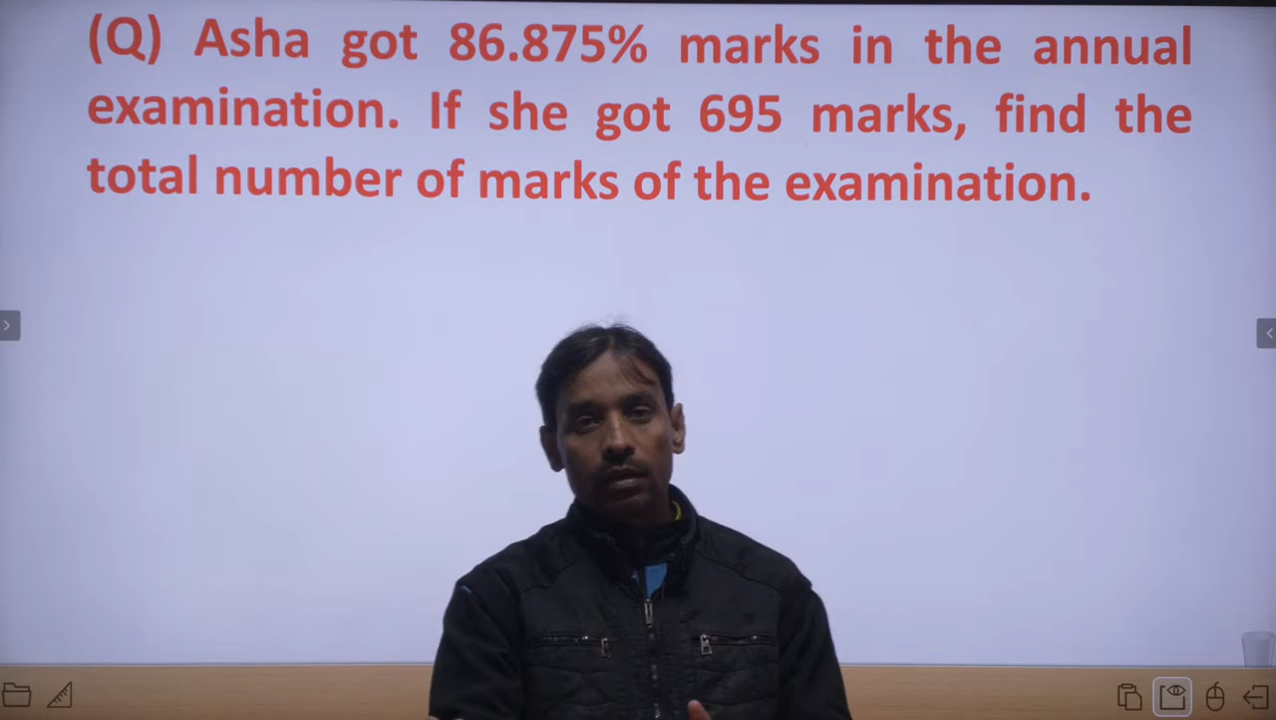 (Q) Asha got 86.875% marks in the annual
examination. If she got 695 marks, find the
total number of marks of the examination.